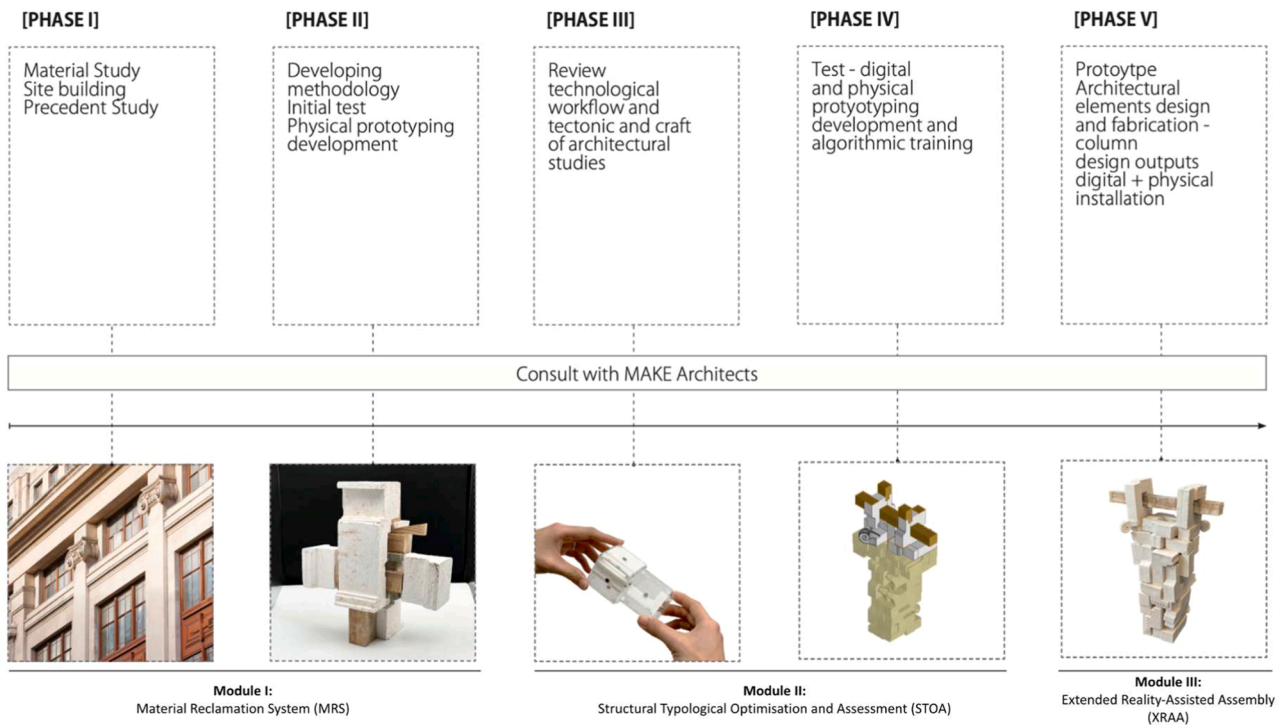 [PHASE I]
[PHASE II]
[PHASE III]
[PHASE IV]
[PHASE V]
Material Study
Site building
Precedent Study
Developing
methodology
Initial test
Physical prototyping
development
Review
technological
workflow and
tectonic and craft
of architectural
studies
Test - digital
and physical
protyotyping
development and
algorithmic training
Protoytpe
Architectural
elements design
and fabrication -
column
design outputs
digital + physical
installation
Consult with MAKE Architects
Module I:
Material Reclamation System (MRS)
Module II:
Structural Typological Optimisation and Assessment (STOA)
Module III:
Extended Reality-Assisted Assembly
(XRAA)